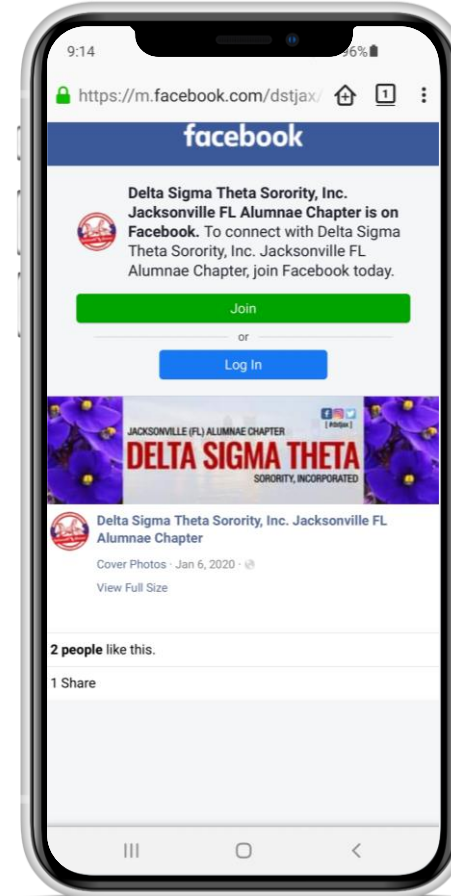 9:14
96%
https://m.facebook.com/dstjax/
1
facebook
Delta Sigma Theta Sorority, Inc.
Jacksonville FL Alumnae Chapter is on
Facebook. To connect with Delta Sigma
Theta Sorority, Inc. Jacksonville FL
Alumnae Chapter, join Facebook today.
Join
or
Log In
JACKSONVILLE (FL) ALUMNAE CHAPTER
[ #dstjax ]
DELTA SIGMA THETA
SORORITY, INCORPORATED
Delta Sigma Theta Sorority, Inc. Jacksonville FL
Alumnae Chapter
Cover Photos · Jan 6, 2020 ·
View Full Size
2 people like this.
1 Share